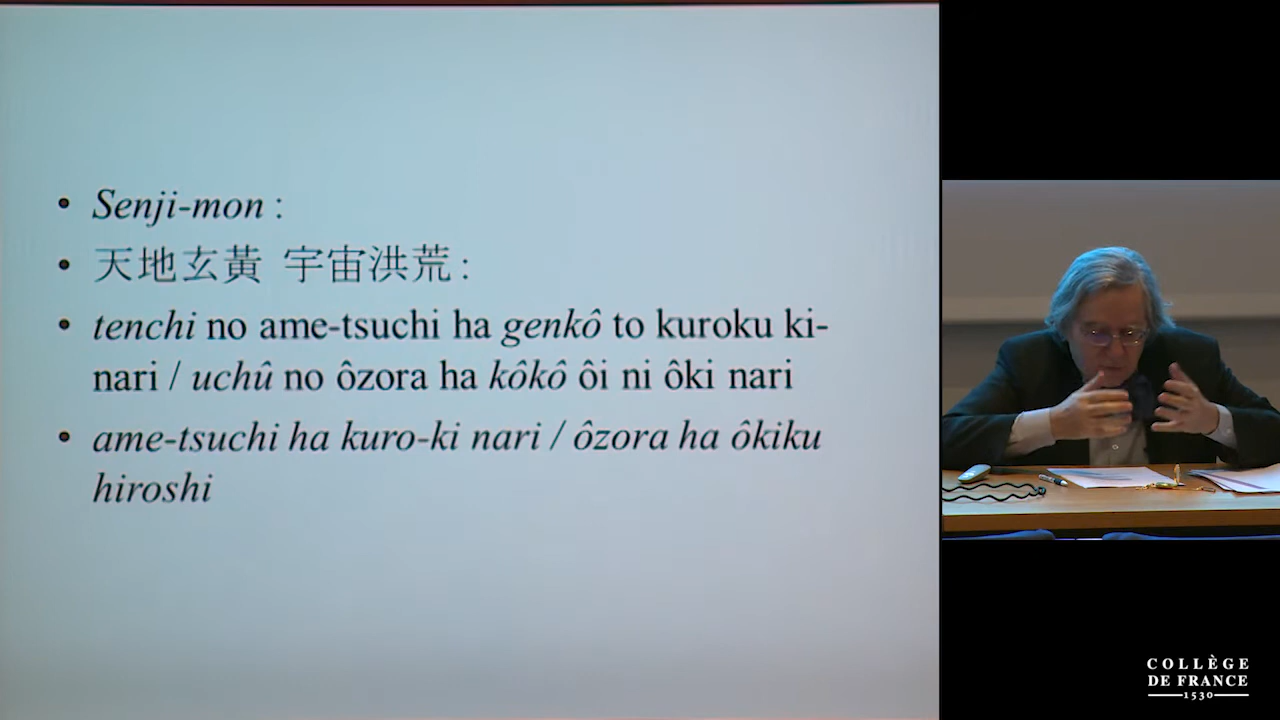 Senji-mon :
天地玄黃 宇宙洪荒 :
tenchi no ame-tsuchi ha genkô to kuroku ki-
nari / uchû no ôzora ha kôkô ôi ni ôki nari
ame-tsuchi ha kuro-ki nari / ôzora ha ôkiku
hiroshi
COLLÈGE
DE FRANCE
1530